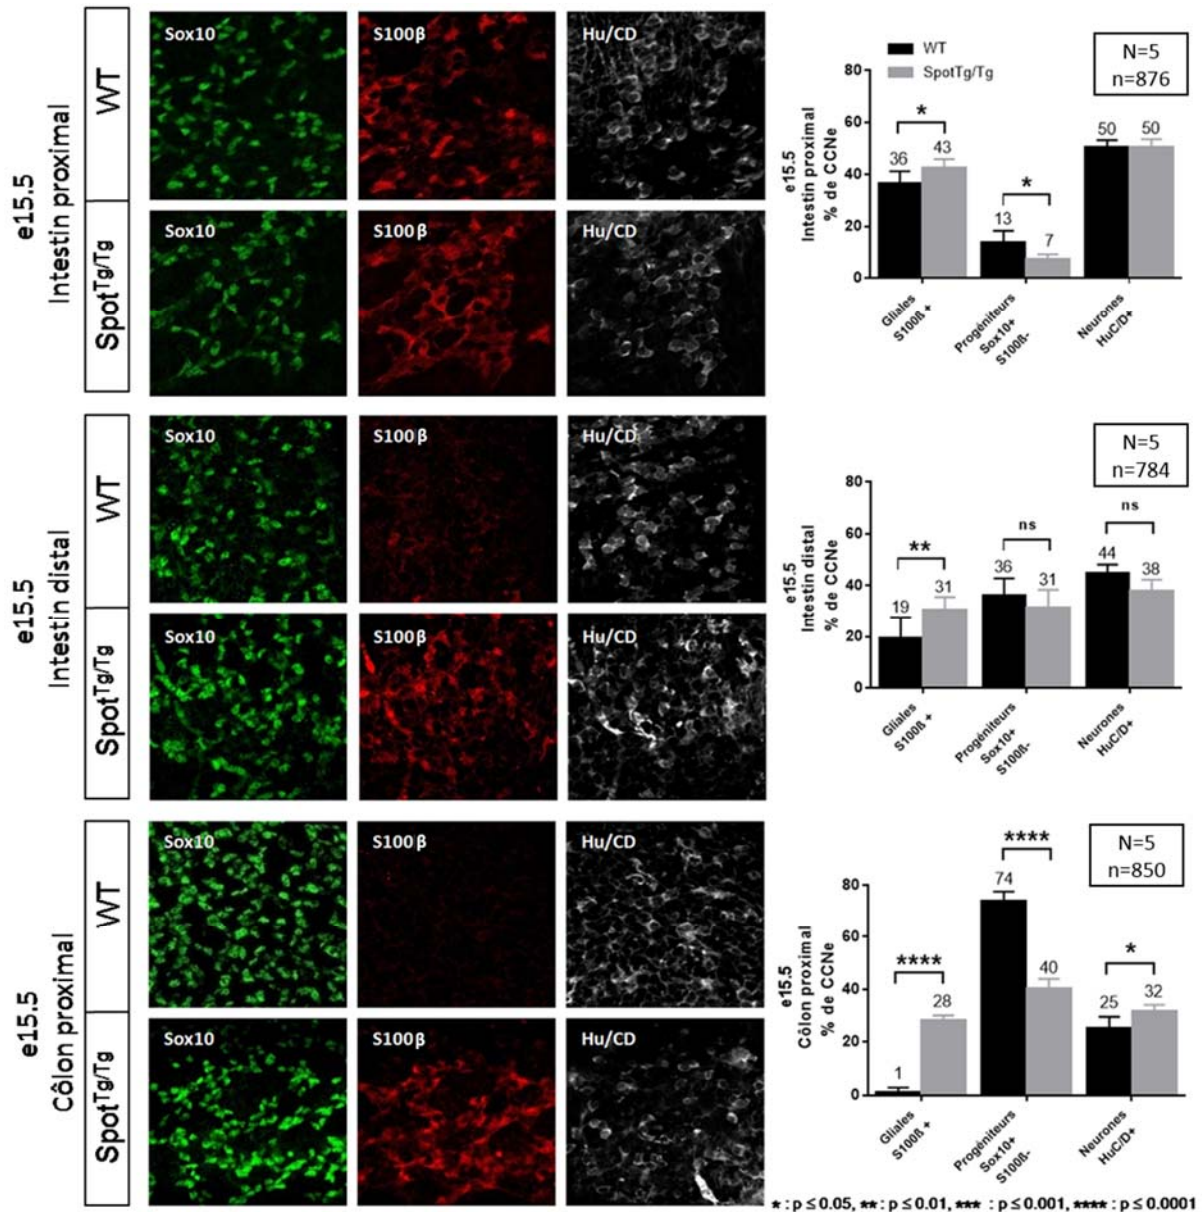 e15.5
Intestin proximal
WT
Sox10
S100β
Hu/CD
SpotTg/Tg
Sox10
S100β
Hu/CD
WT
SpotTg/Tg
N=5
n=876
e15.5
Intestin proximal
% de CCNe
80
60
40
20
0
*
36
43
*
13
7
50
50
Gliales
S100ß +
Progéniteurs
Sox10+
S100ß-
Neurones
HuC/D+
e15.5
Intestin distal
WT
Sox10
S100β
Hu/CD
SpotTg/Tg
Sox10
S100β
Hu/CD
N=5
n=784
e15.5
Intestin distal
% de CCNe
80
60
40
20
0
**
19
31
ns
36
31
ns
44
38
Gliales
S100ß +
Progéniteurs
Sox10+
S100ß-
Neurones
HuC/D+
e15.5
Côlon proximal
WT
Sox10
S100β
Hu/CD
SpotTg/Tg
Sox10
S100β
Hu/CD
N=5
n=850
e15.5
Côlon proximal
% de CCNe
80
60
40
20
0
****
1
28
****
74
40
*
25
32
Gliales
S100ß +
Progéniteurs
Sox10+
S100ß-
Neurones
HuC/D+
* : p ≤ 0.05, ** : p ≤ 0.01, *** : p ≤ 0.001, **** : p ≤ 0.0001